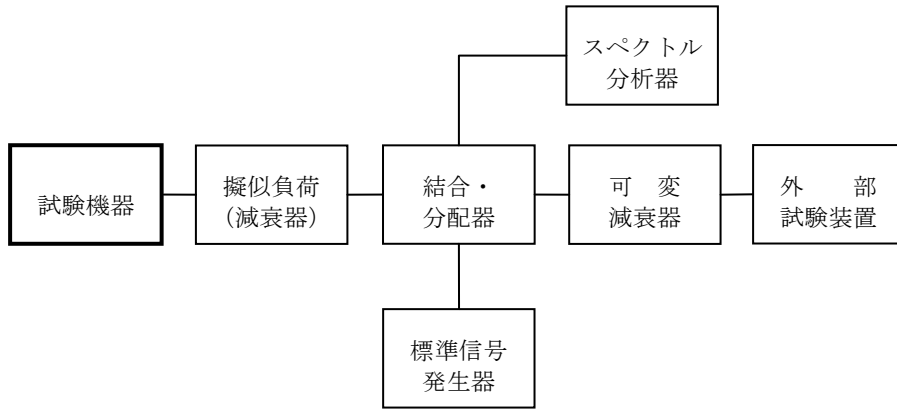 スペクトル
分析器
試験機器
擬似負荷
(減衰器)
結合・
分配器
可　変
減衰器
外　　部
試験装置
標準信号
発生器